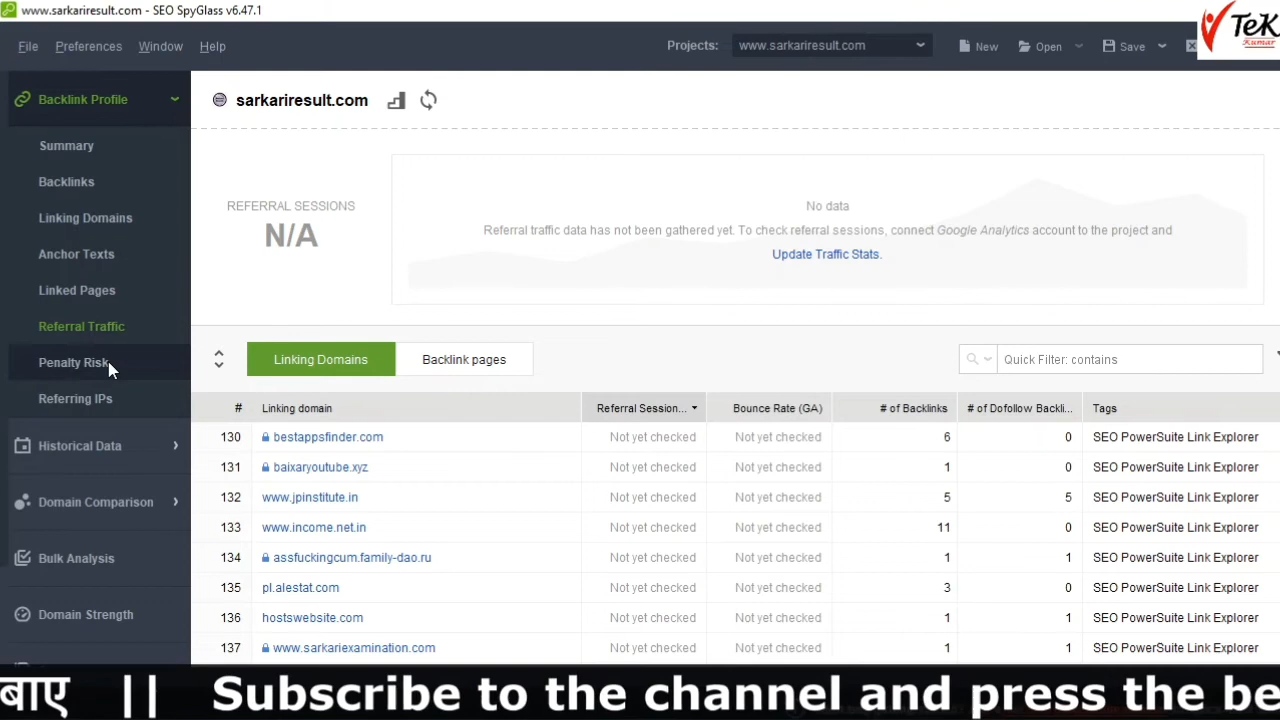 www.sarkariresult.com - SEO SpyGlass v6.47.1
File Preferences Window Help Projects: www.sarkariresult.com New Open Save
TeK
Kumar
Backlink Profile
Summary
Backlinks
Linking Domains
Anchor Texts
Linked Pages
Referral Traffic
Penalty Risk
Referring IPs
Historical Data
Domain Comparison
Bulk Analysis
Domain Strength
sarkariresult.com
REFERRAL SESSIONS
N/A
No data
Referral traffic data has not been gathered yet. To check referral sessions, connect Google Analytics account to the project and
Update Traffic Stats.
Linking Domains Backlink pages Quick Filter: contains
# Linking domain Referral Session... Bounce Rate (GA) # of Backlinks # of Dofollow Backli... Tags
130 bestappsfinder.com Not yet checked Not yet checked 6 0 SEO PowerSuite Link Explorer
131 baixaryoutube.xyz Not yet checked Not yet checked 1 0 SEO PowerSuite Link Explorer
132 www.jpinstitute.in Not yet checked Not yet checked 5 5 SEO PowerSuite Link Explorer
133 www.income.net.in Not yet checked Not yet checked 11 0 SEO PowerSuite Link Explorer
134 assfuckingcum.family-dao.ru Not yet checked Not yet checked 1 1 SEO PowerSuite Link Explorer
135 pl.alestat.com Not yet checked Not yet checked 3 0 SEO PowerSuite Link Explorer
136 hostswebsite.com Not yet checked Not yet checked 1 1 SEO PowerSuite Link Explorer
137 www.sarkariexamination.com Not yet checked Not yet checked 1 1 SEO PowerSuite Link Explorer
बाए || Subscribe to the channel and press the be